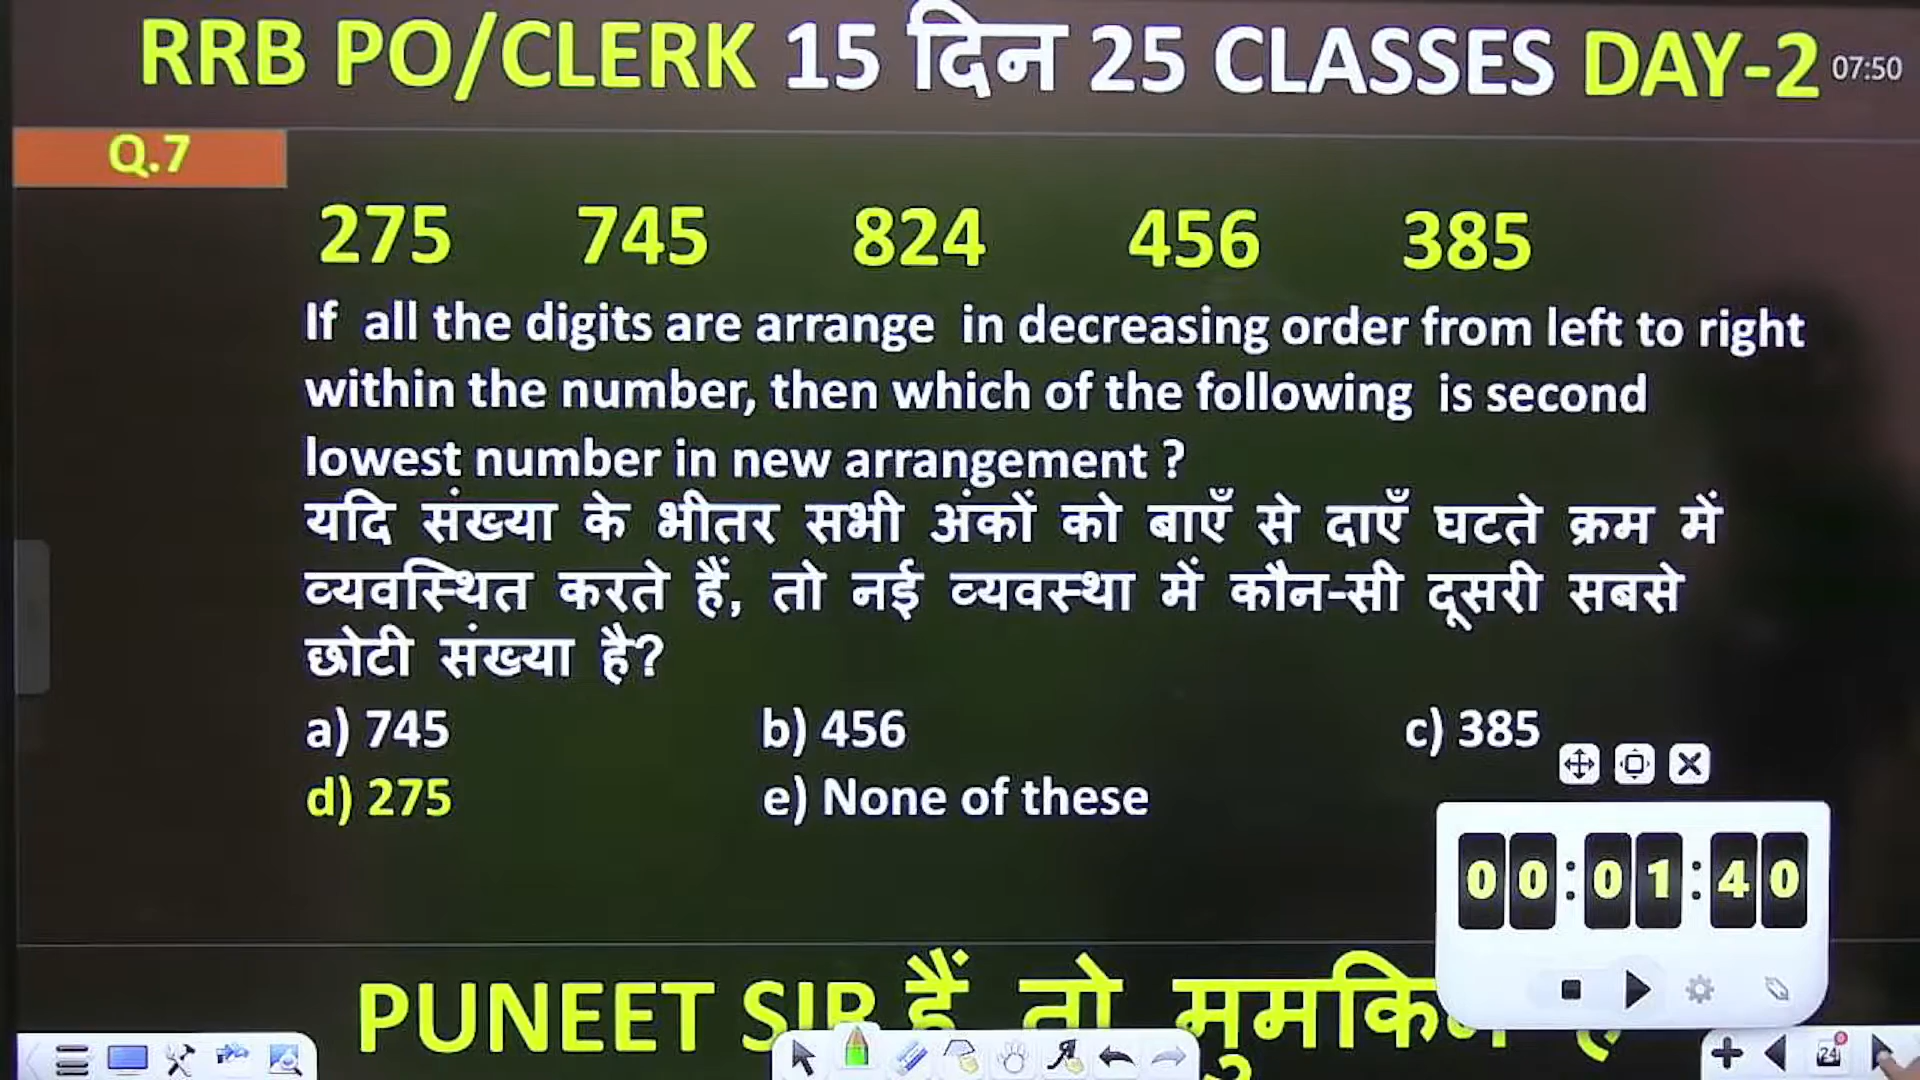 RRB PO/CLERK 15 दिन 25 CLASSES DAY-2 07:50
Q.7
275 745 824 456 385
If all the digits are arrange in decreasing order from left to right
within the number, then which of the following is second
lowest number in new arrangement ?
यदि संख्या के भीतर सभी अंकों को बाएँ से दाएँ घटते क्रम में
व्यवस्थित करते हैं, तो नई व्यवस्था में कौन-सी दूसरी सबसे
छोटी संख्या है?
a) 745 b) 456 c) 385
d) 275 e) None of these
00:01:40
PUNEET SIR हैं तो
24